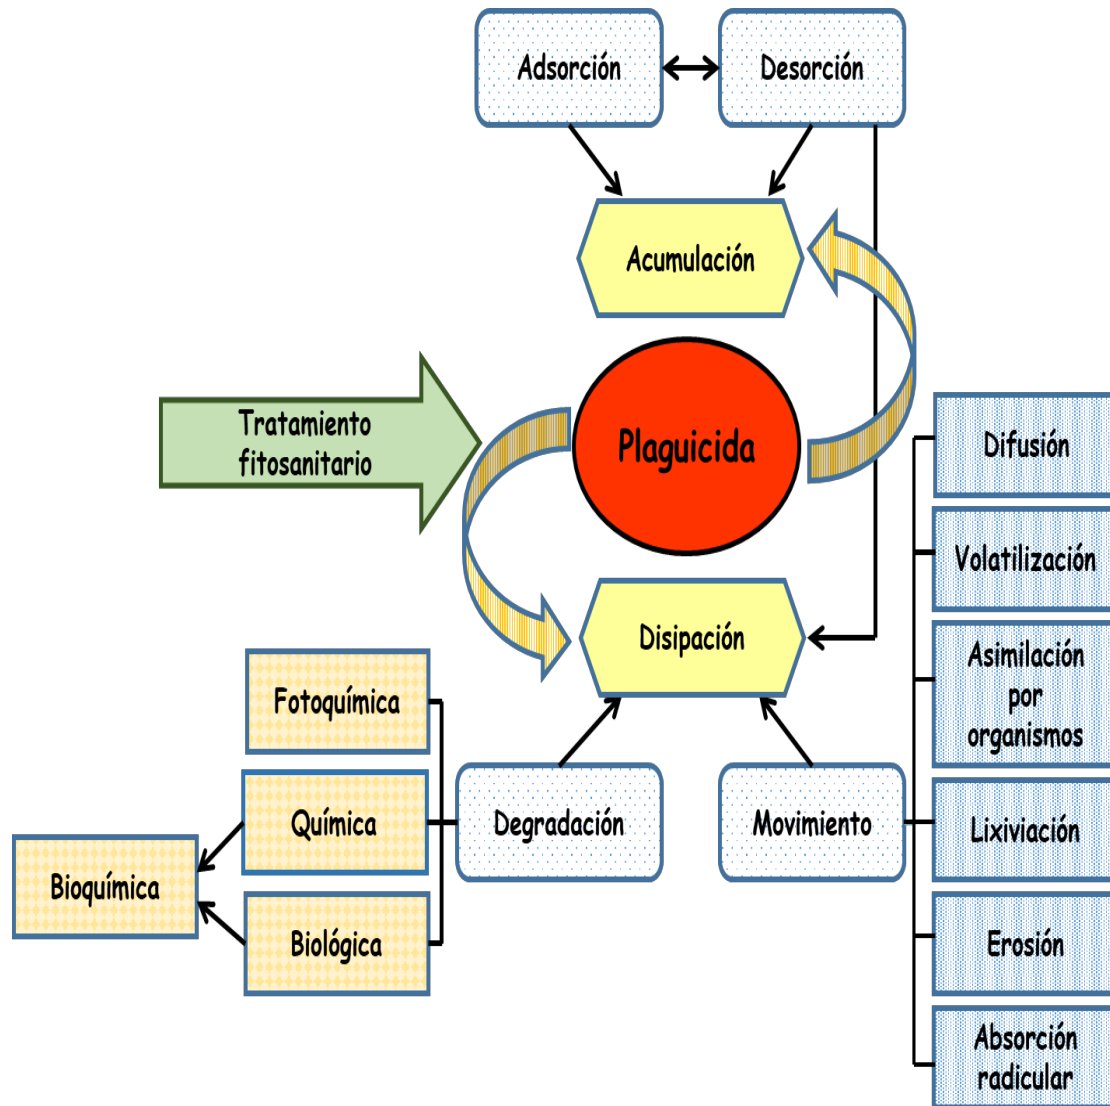 Adsorción
Desorción
Acumulación
Tratamiento
fitosanitario
Plaguicida
Difusión
Volatilización
Disipación
Asimilación
por
organismos
Fotoquímica
Química
Degradación
Movimiento
Lixiviación
Bioquímica
Biológica
Erosión
Absorción
radicular